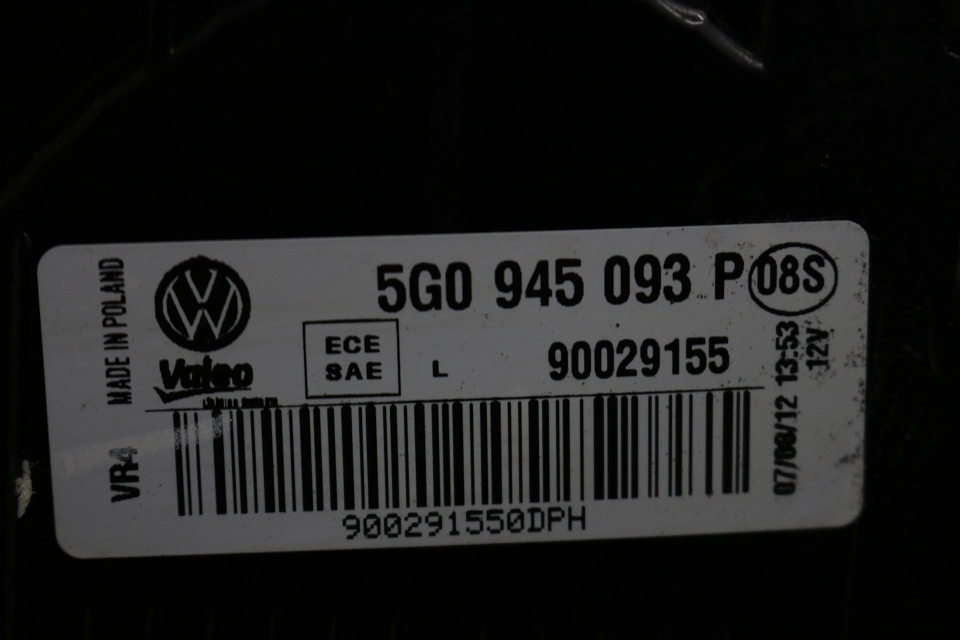 MADE IN POLAND
5G0 945 093 P 08S
Valeo
ECE
SAE
L
90029155
VR4
900291550DPH
07/08/12 13:53
12V